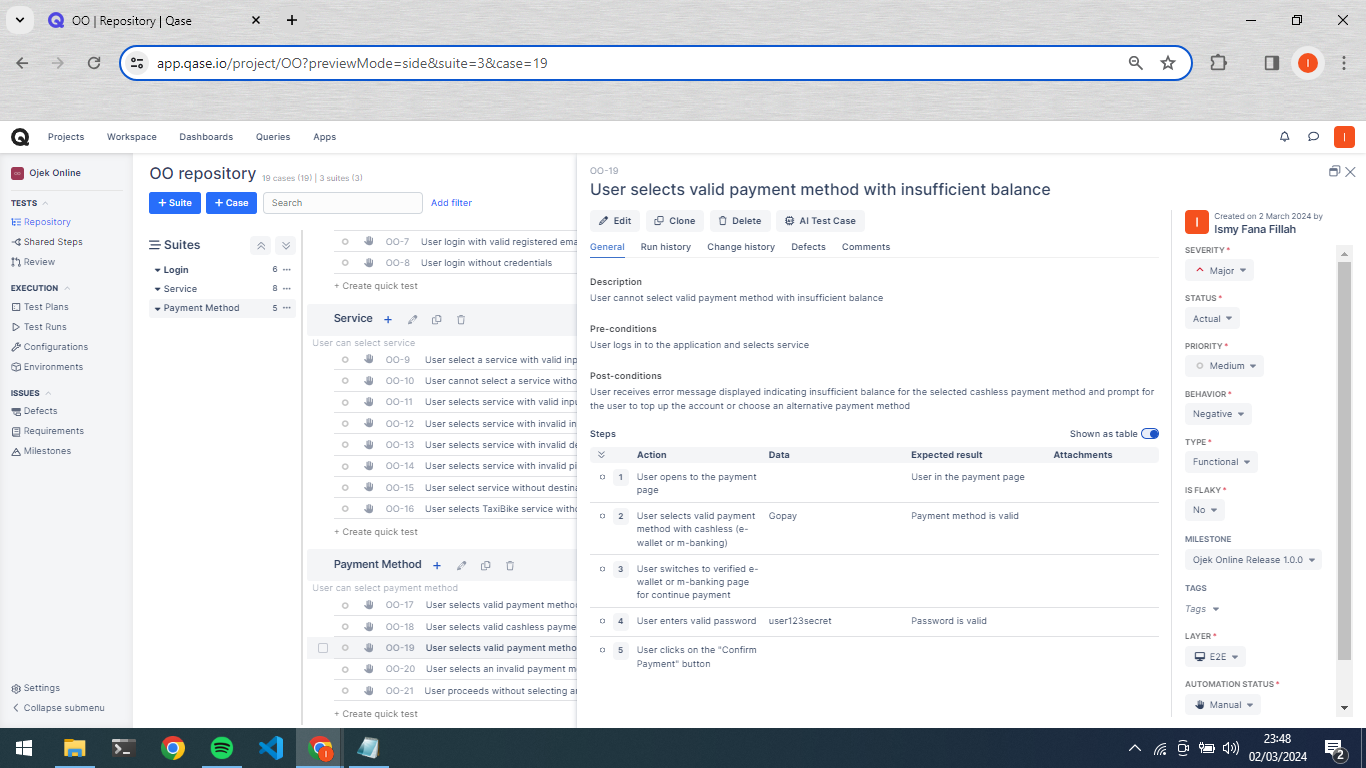 OO | Repository | Qase
app.qase.io/project/OO?previewMode=side&suite=3&case=19
I
Projects
Workspace
Dashboards
Queries
Apps
I
Ojek Online
TESTS
Repository
Shared Steps
Review
EXECUTION
Test Plans
Test Runs
Configurations
Environments
ISSUES
Defects
Requirements
Milestones
Settings
Collapse submenu
OO repository
19 cases (19) | 3 suites (3)
+ Suite
+ Case
Search
Add filter
Suites
Login 6
Service 8
Payment Method 5
OO-7 User login with valid registered ema
OO-8 User login without credentials
+ Create quick test
Service
User can select service
OO-9 User select a service with valid inp
OO-10 User cannot select a service witho
OO-11 User selects service with valid inpu
OO-12 User selects service with invalid in
OO-13 User selects service with invalid de
OO-14 User selects service with invalid pi
OO-15 User select service without destina
OO-16 User selects TaxiBike service witho
+ Create quick test
Payment Method
User can select payment method
OO-17 User selects valid payment metho
OO-18 User selects valid cashless payme
OO-19 User selects valid payment metho
OO-20 User selects an invalid payment m
OO-21 User proceeds without selecting an
+ Create quick test
OO-19
User selects valid payment method with insufficient balance
Edit
Clone
Delete
AI Test Case
General
Run history
Change history
Defects
Comments
Description
User cannot select valid payment method with insufficient balance
Pre-conditions
User logs in to the application and selects service
Post-conditions
User receives error message displayed indicating insufficient balance for the selected cashless payment method and prompt for
the user to top up the account or choose an alternative payment method
Steps
Shown as table
Action Data Expected result Attachments
1 User opens to the payment User in the payment page
page
2 User selects valid payment Gopay Payment method is valid
method with cashless (e-
wallet or m-banking)
3 User switches to verified e-
wallet or m-banking page
for continue payment
4 User enters valid password user123secret Password is valid
5 User clicks on the "Confirm
Payment" button
I
Created on 2 March 2024 by
Ismy Fana Fillah
SEVERITY *
Major
STATUS *
Actual
PRIORITY *
Medium
BEHAVIOR *
Negative
TYPE *
Functional
IS FLAKY *
No
MILESTONE
Ojek Online Release 1.0.0
TAGS
Tags
LAYER *
E2E
AUTOMATION STATUS *
Manual
I
23:48
02/03/2024
2